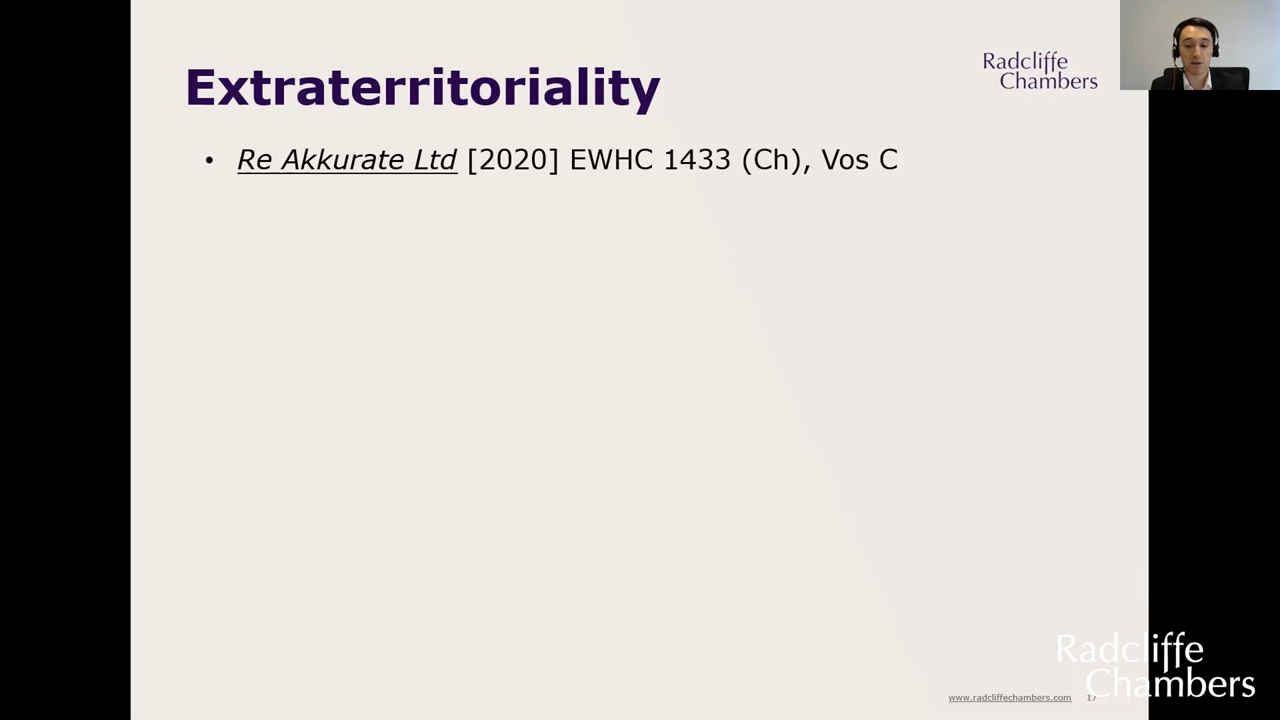 Extraterritoriality
Radcliffe
Chambers
• Re Akkurate Ltd [2020] EWHC 1433 (Ch), Vos C
Radcliffe
Chambers
www.radcliffechambers.com